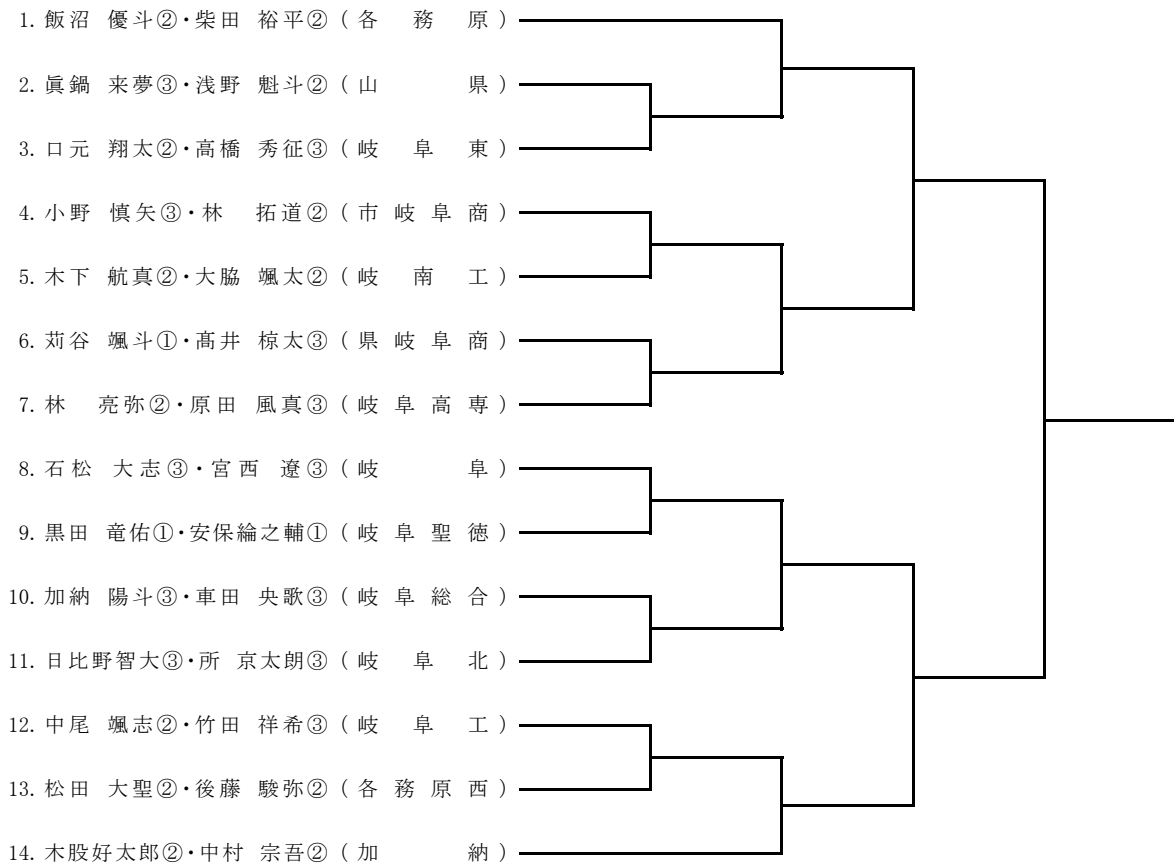 1. 飯沼 優斗②・柴田 裕平② ( 各 務 原 )
2. 眞鍋 来夢③・浅野 魁斗② ( 山 県 )
3. 口元 翔太②・高橋 秀征③ ( 岐 阜 東 )
4. 小野 慎矢③・林 拓道② ( 市 岐 阜 商 )
5. 木下 航真②・大脇 颯太② ( 岐 南 工 )
6. 苅谷 颯斗①・髙井 椋太③ ( 県 岐 阜 商 )
7. 林 亮弥②・原田 風真③ ( 岐 阜 高 専 )
8. 石松 大志③・宮西 遼③ ( 岐 阜 )
9. 黒田 竜佑①・安保綸之輔① ( 岐 阜 聖 徳 )
10. 加納 陽斗③・車田 央歌③ ( 岐 阜 総 合 )
11. 日比野智大③・所 京太朗③ ( 岐 阜 北 )
12. 中尾 颯志②・竹田 祥希③ ( 岐 阜 工 )
13. 松田 大聖②・後藤 駿弥② ( 各 務 原 西 )
14. 木股好太郎②・中村 宗吾② ( 加 納 )